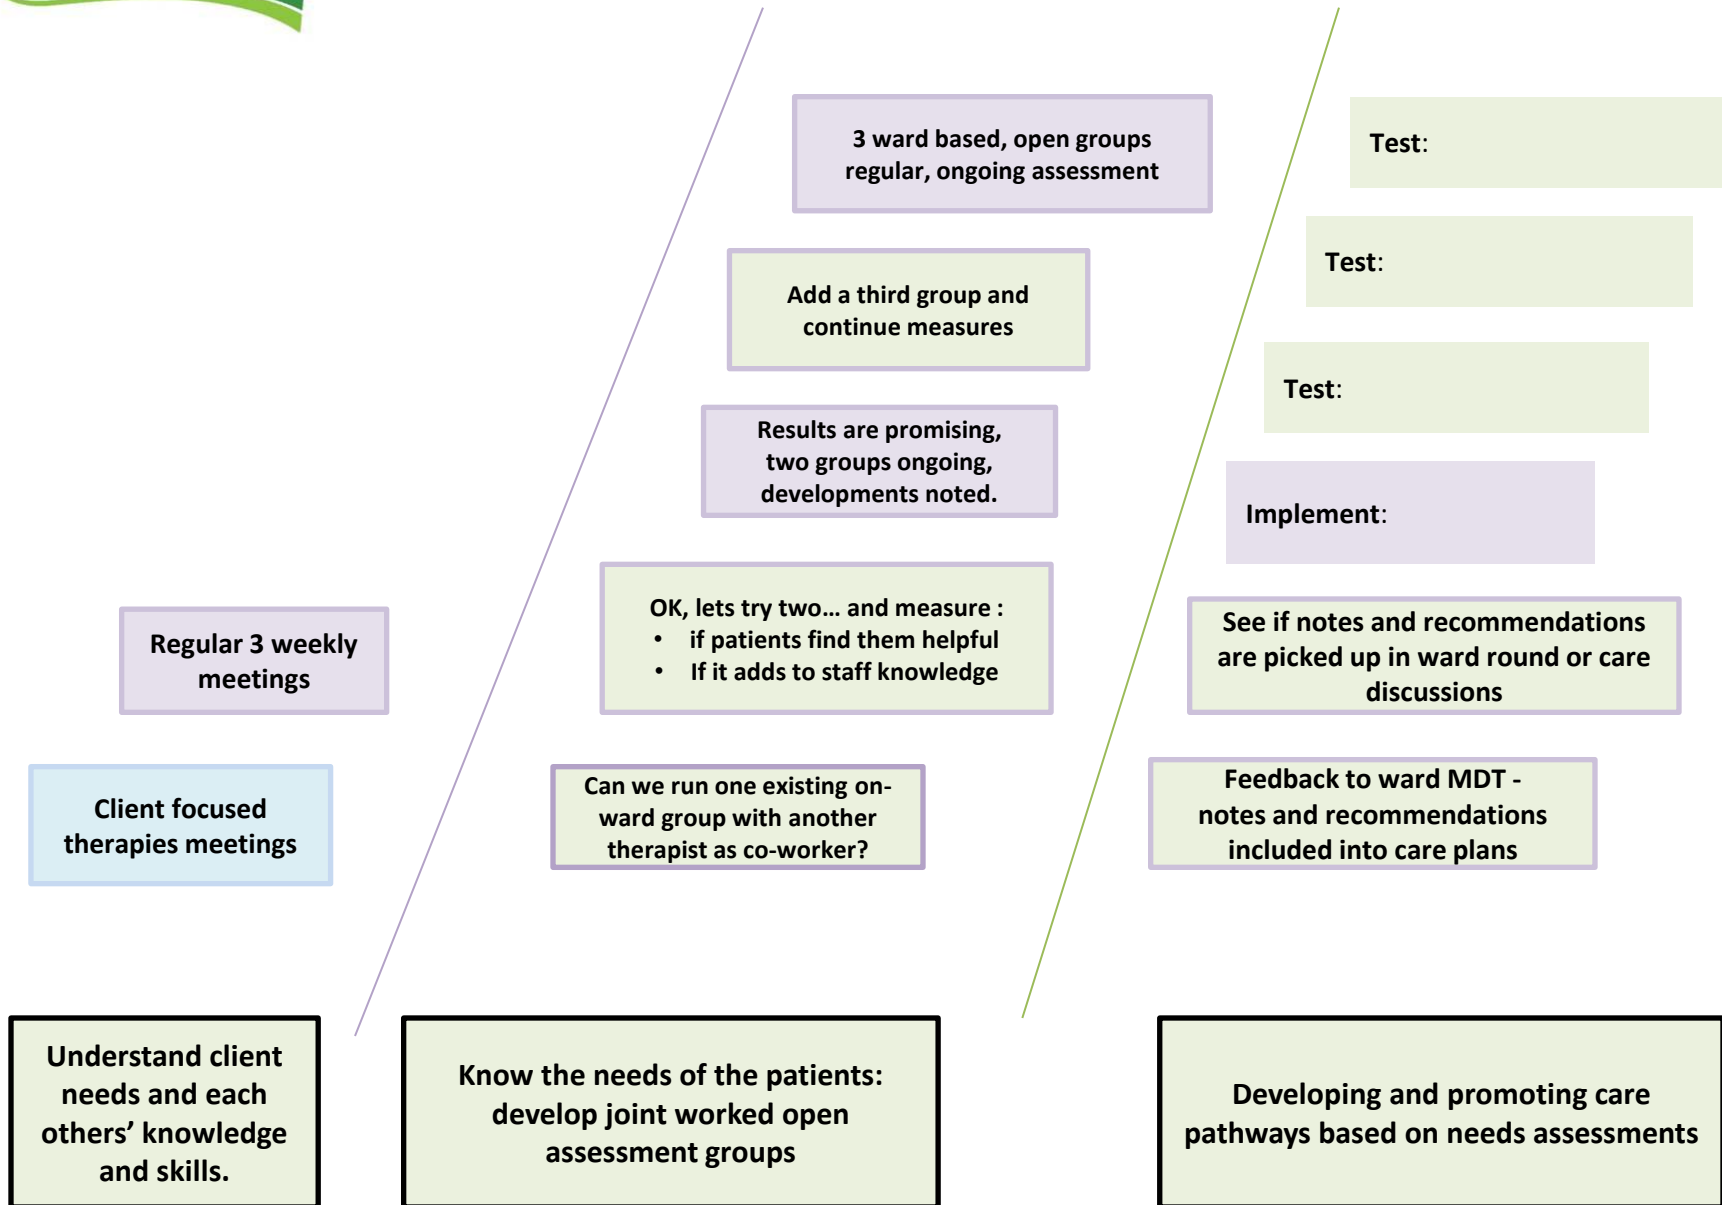 3 ward based, open groups
regular, ongoing assessment
Add a third group and
continue measures
Results are promising,
two groups ongoing,
developments noted.
OK, lets try two… and measure :
• if patients find them helpful
• If it adds to staff knowledge
Can we run one existing on-
ward group with another
therapist as co-worker?
Regular 3 weekly
meetings
Client focused
therapies meetings
Test:
Test:
Test:
Implement:
See if notes and recommendations
are picked up in ward round or care
discussions
Feedback to ward MDT -
notes and recommendations
included into care plans
Understand client
needs and each
others’ knowledge
and skills.
Know the needs of the patients:
develop joint worked open
assessment groups
Developing and promoting care
pathways based on needs assessments